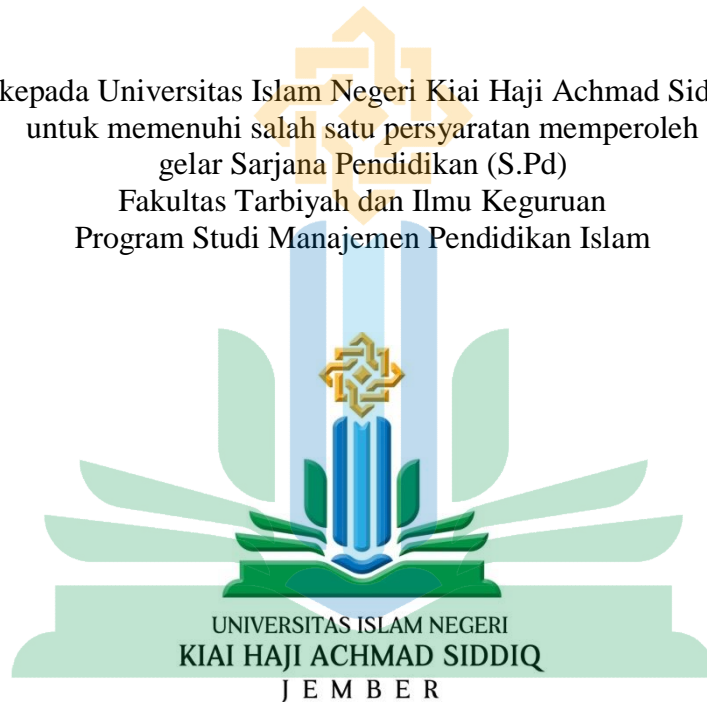 kepada Universitas Islam Negeri Kiai Haji Achmad
untuk memenuhi salah satu persyaratan memperoleh
gelar Sarjana Pendidikan (S.Pd)
Fakultas Tarbiyah dan Ilmu Keguruan
Program Studi Manajemen Pendidikan Islam
UNIVERSITAS ISLAM NEGERI
KIAI HAJI ACHMAD SIDDIQ
JEMBER